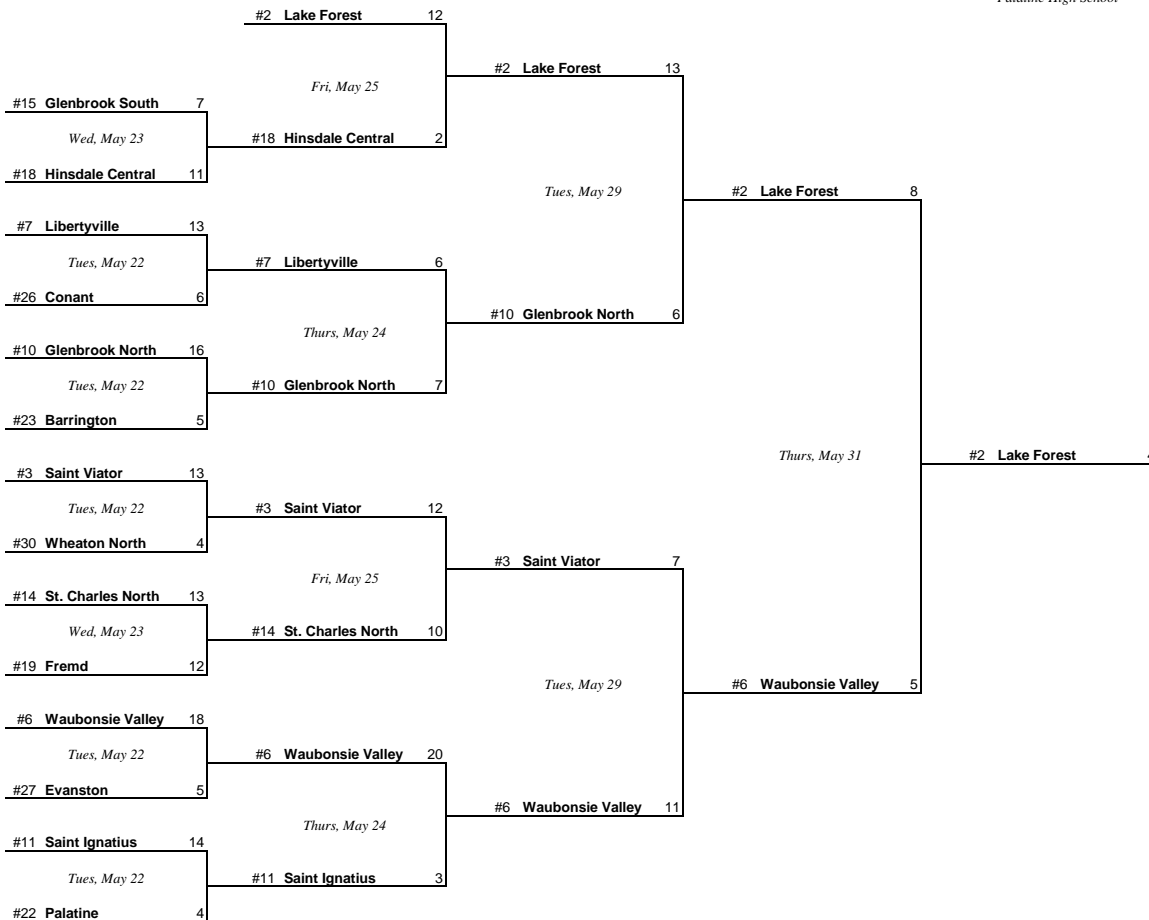 Palatine High School
#2 Lake Forest 12
#2 Lake Forest 13
Fri, May 25
#15 Glenbrook South 7
Wed, May 23
#18 Hinsdale Central 2
#18 Hinsdale Central 11
Tues, May 29
#2 Lake Forest 8
#7 Libertyville 13
Tues, May 22
#7 Libertyville 6
#26 Conant 6
#10 Glenbrook North 6
Thurs, May 24
#10 Glenbrook North 16
Tues, May 22
#10 Glenbrook North 7
#23 Barrington 5
Thurs, May 31
#2 Lake Forest
#3 Saint Viator 13
Tues, May 22
#3 Saint Viator 12
#30 Wheaton North 4
#3 Saint Viator 7
Fri, May 25
#14 St. Charles North 13
Wed, May 23
#14 St. Charles North 10
#19 Fremd 12
Tues, May 29
#6 Waubonsie Valley 5
#6 Waubonsie Valley 18
Tues, May 22
#6 Waubonsie Valley 20
#27 Evanston 5
#6 Waubonsie Valley 11
Thurs, May 24
#11 Saint Ignatius 14
Tues, May 22
#11 Saint Ignatius 3
#22 Palatine 4